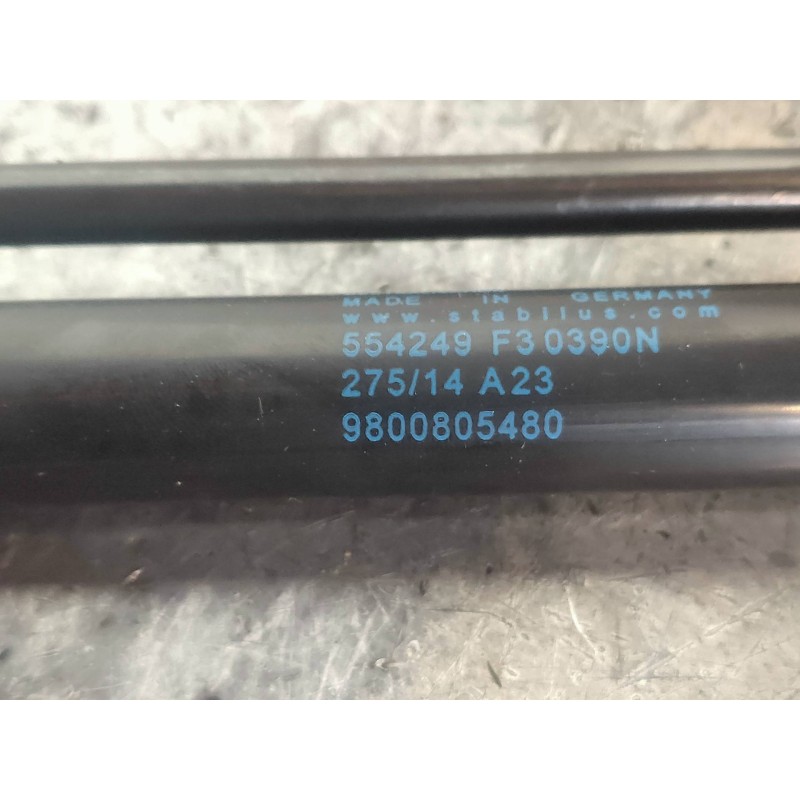 MADE IN GERMANY
www.stabilus.com
554249 F3 0390N
275/14 A23
9800805480